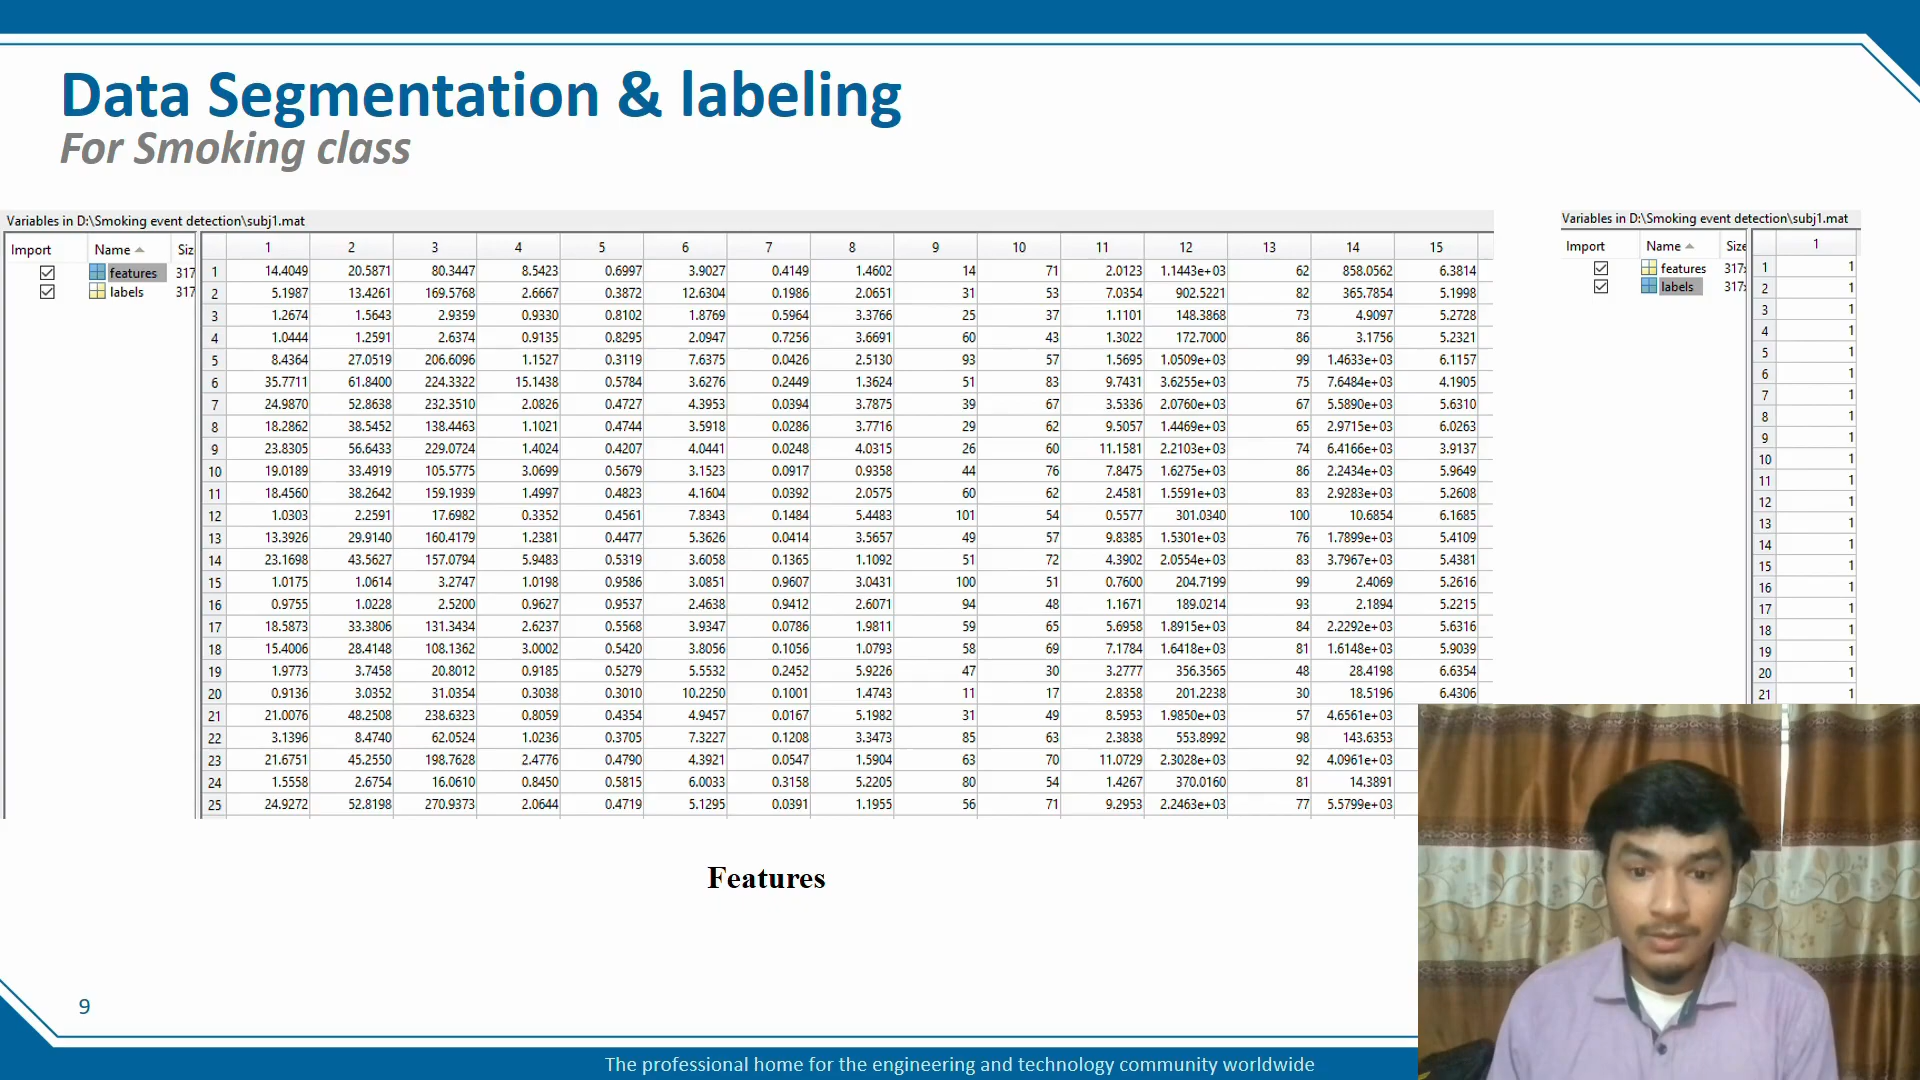 Data Segmentation & labeling
For Smoking class
Variables in D:\Smoking event detection\subj1.mat
Import Name Siz
features 317
labels 317
1 2 3 4 5 6 7 8 9 10 11 12 13 14 15
1 14.4049 20.5871 80.3447 8.5423 0.6997 3.9027 0.4149 1.4602 14 71 2.0123 1.1443e+03 62 858.0562 6.3814
2 5.1987 13.4261 169.5768 2.6667 0.3872 12.6304 0.1986 2.0651 31 53 7.0354 902.5221 82 365.7854 5.1998
3 1.2674 1.5643 2.9359 0.9330 0.8102 1.8769 0.5964 3.3766 25 37 1.1101 148.3868 73 4.9097 5.2728
4 1.0444 1.2591 2.6374 0.9135 0.8295 2.0947 0.7256 3.6691 60 43 1.3022 172.7000 86 3.1756 5.2321
5 8.4364 27.0519 206.6096 1.1527 0.3119 7.6375 0.0426 2.5130 93 57 1.5695 1.0509e+03 99 1.4633e+03 6.1157
6 35.7711 61.8400 224.3322 15.1438 0.5784 3.6276 0.2449 1.3624 51 83 9.7431 3.6255e+03 75 7.6484e+03 4.1905
7 24.9870 52.8638 232.3510 2.0826 0.4727 4.3953 0.0394 3.7875 39 67 3.5336 2.0760e+03 67 5.5890e+03 5.6310
8 18.2862 38.5452 138.4463 1.1021 0.4744 3.5918 0.0286 3.7716 29 62 9.5057 1.4469e+03 65 2.9715e+03 6.0263
9 23.8305 56.6433 229.0724 1.4024 0.4207 4.0441 0.0248 4.0315 26 60 11.1581 2.2103e+03 74 6.4166e+03 3.9137
10 19.0189 33.4919 105.5775 3.0699 0.5679 3.1523 0.0917 0.9358 44 76 7.8475 1.6275e+03 86 2.2434e+03 5.9649
11 18.4560 38.2642 159.1939 1.4997 0.4823 4.1604 0.0392 2.0575 60 62 2.4581 1.5591e+03 83 2.9283e+03 5.2608
12 1.0303 2.2591 17.6982 0.3352 0.4561 7.8343 0.1484 5.4483 101 54 0.5577 301.0340 100 10.6854 6.1685
13 13.3926 29.9140 160.4179 1.2381 0.4477 5.3626 0.0414 3.5657 49 57 9.8385 1.5301e+03 76 1.7899e+03 5.4109
14 23.1698 43.5627 157.0794 5.9483 0.5319 3.6058 0.1365 1.1092 51 72 4.3902 2.0554e+03 83 3.7967e+03 5.4381
15 1.0175 1.0614 3.2747 1.0198 0.9586 3.0851 0.9607 3.0431 100 51 0.7600 204.7199 99 2.4069 5.2616
16 0.9755 1.0228 2.5200 0.9627 0.9537 2.4638 0.9412 2.6071 94 48 1.1671 189.0214 93 2.1894 5.2215
17 18.5873 33.3806 131.3434 2.6237 0.5568 3.9347 0.0786 1.9811 59 65 5.6958 1.8915e+03 84 2.2292e+03 5.6316
18 15.4006 28.4148 108.1362 3.0002 0.5420 3.8056 0.1056 1.0793 58 69 7.1784 1.6418e+03 81 1.6148e+03 5.9039
19 1.9773 3.7458 20.8012 0.9185 0.5279 5.5532 0.2452 5.9226 47 30 3.2777 356.3565 48 28.4198 6.6354
20 0.9136 3.0352 31.0354 0.3038 0.3010 10.2250 0.1001 1.4743 11 17 2.8358 201.2238 30 18.5196 6.4306
21 21.0076 48.2508 238.6323 0.8059 0.4354 4.9457 0.0167 5.1982 31 49 8.5953 1.9850e+03 57 4.6561e+03
22 3.1396 8.4740 62.0524 1.0236 0.3705 7.3227 0.1208 3.3473 85 63 2.3838 553.8992 98 143.6353
23 21.6751 45.2550 198.7628 2.4776 0.4790 4.3921 0.0547 1.5904 63 70 11.0729 2.3028e+03 92 4.0961e+03
24 1.5558 2.6754 16.0610 0.8450 0.5815 6.0033 0.3158 5.2205 80 54 1.4267 370.0160 81 14.3891
25 24.9272 52.8198 270.9373 2.0644 0.4719 5.1295 0.0391 1.1955 56 71 9.2953 2.2463e+03 77 5.5799e+03
Variables in D:\Smoking event detection\subj1.mat
Import Name Size
features 317
labels 317
1
1 1
2 1
3 1
4 1
5 1
6 1
7 1
8 1
9 1
10 1
11 1
12 1
13 1
14 1
15 1
16 1
17 1
18 1
19 1
20 1
21 1
Features
9
The professional home for the engineering and technology community worldwide